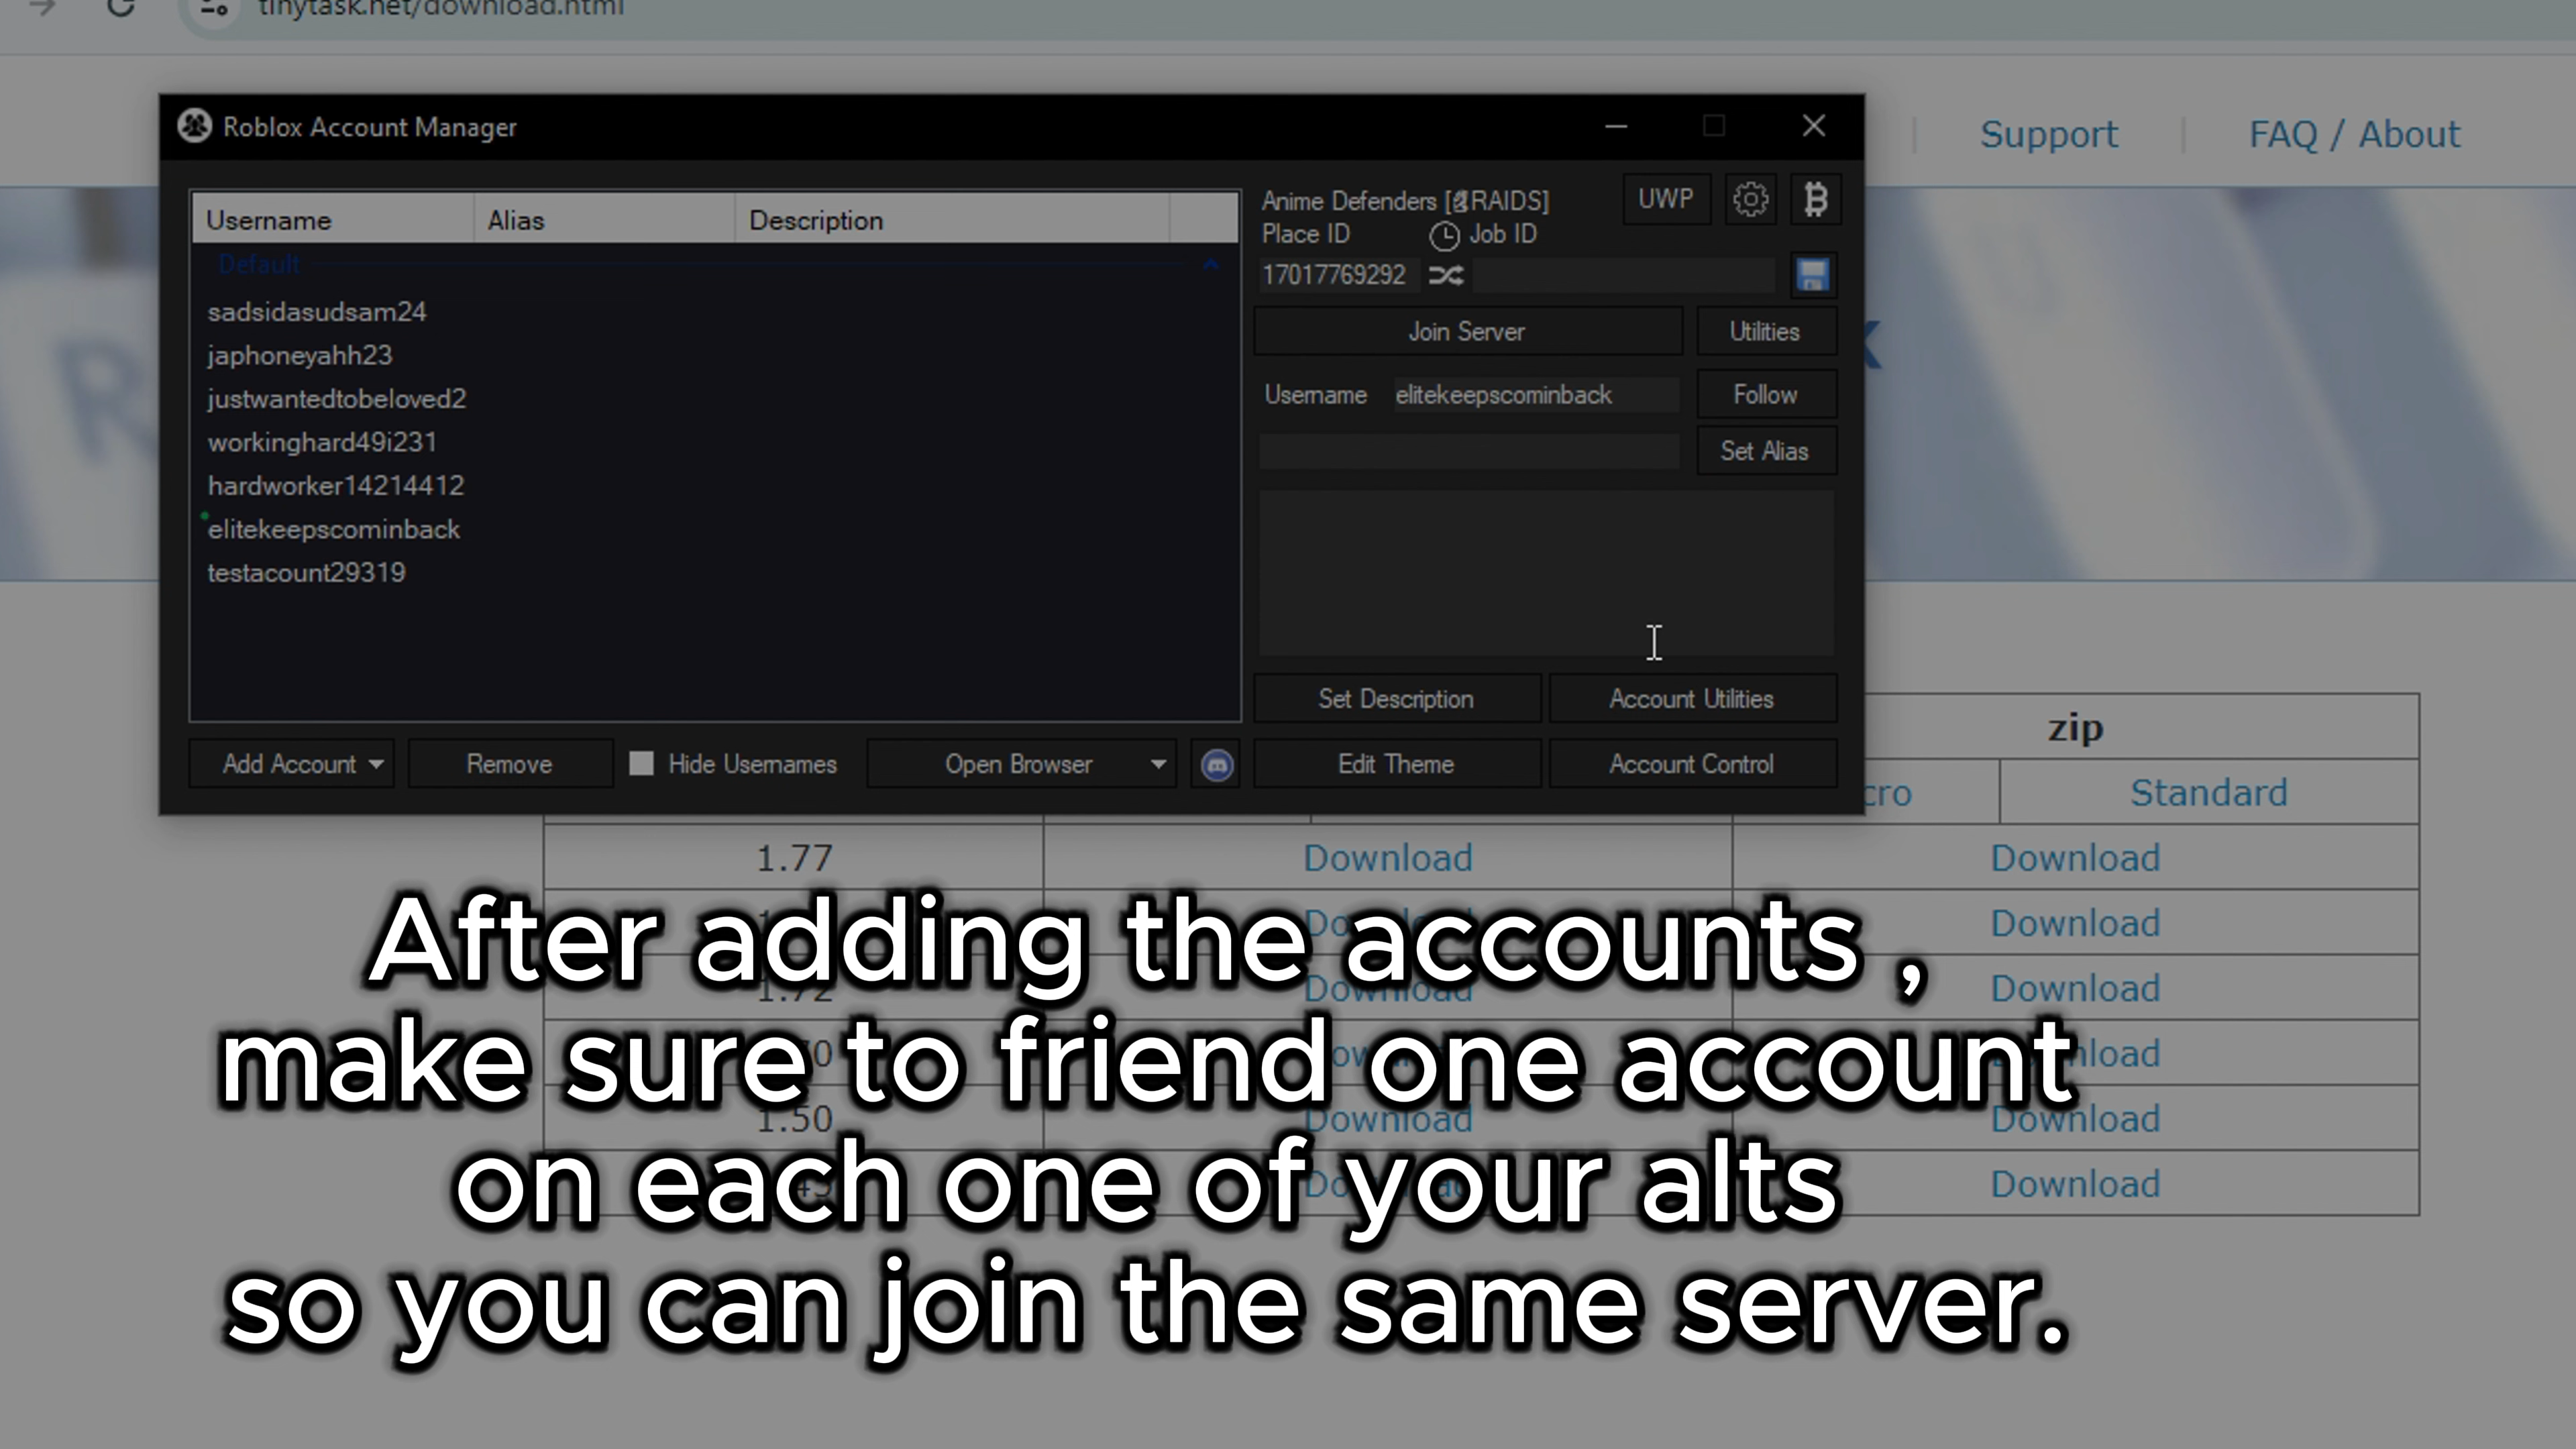 tinytask.net/download.html
Support
FAQ / About
Roblox Account Manager
Username Alias Description
Default
sadsidasudsam24
japhoneyahh23
justwantedtobeloved2
workinghard49i231
hardworker14214412
elitekeepscominback
testacount29319
Anime Defenders [RAIDS]
UWP
Place ID Job ID
17017769292
Join Server Utilities
Username elitekeepscominback Follow
Set Alias
Set Description Account Utilities
Add Account Remove Hide Usernames Open Browser Edit Theme Account Control
zip
Standard
1.77 Download Download
Download
1.72 Download Download
1.50 Download Download
Download
After adding the accounts ,
make sure to friend one account
on each one of your alts
so you can join the same server.